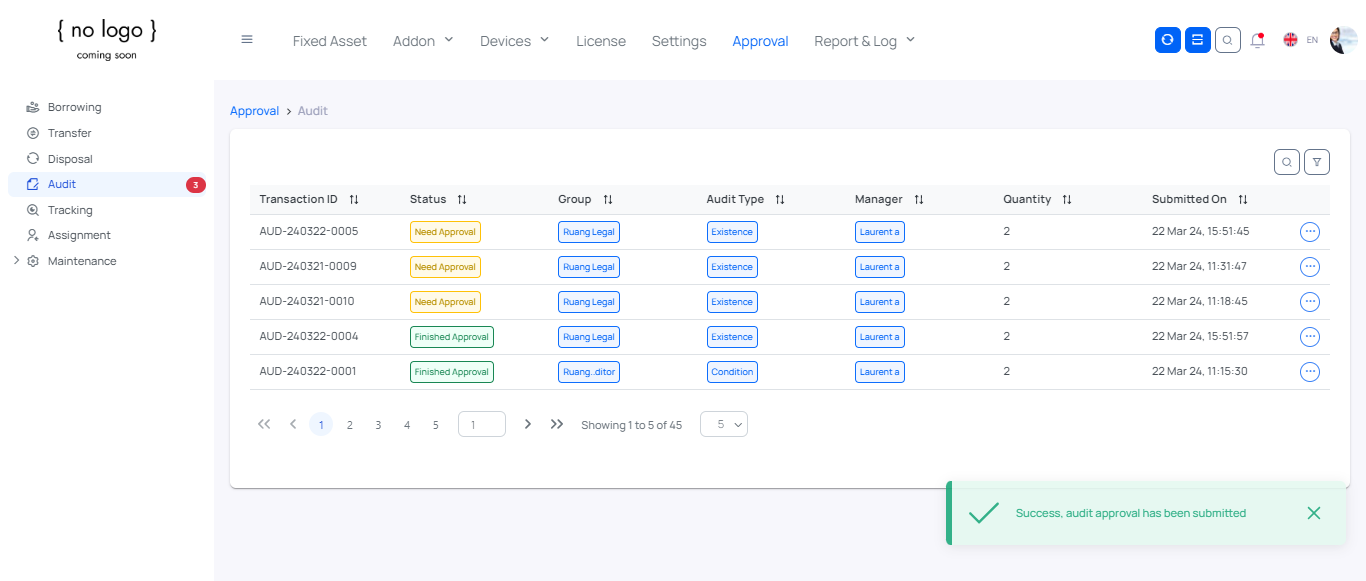 { no logo }
coming soon
Fixed Asset Addon Devices License Settings Approval Report & Log EN
Borrowing
Transfer
Disposal
Audit 3
Tracking
Assignment
Maintenance
Approval > Audit
Transaction ID Status Group Audit Type Manager Quantity Submitted On
AUD-240322-0005 Need Approval Ruang Legal Existence Laurent a 2 22 Mar 24, 15:51:45
AUD-240321-0009 Need Approval Ruang Legal Existence Laurent a 2 22 Mar 24, 11:31:47
AUD-240321-0010 Need Approval Ruang Legal Existence Laurent a 2 22 Mar 24, 11:18:45
AUD-240322-0004 Finished Approval Ruang Legal Existence Laurent a 2 22 Mar 24, 15:51:57
AUD-240322-0001 Finished Approval Ruang..ditor Condition Laurent a 2 22 Mar 24, 11:15:30
1 2 3 4 5 1 Showing 1 to 5 of 45 5
Success, audit approval has been submitted